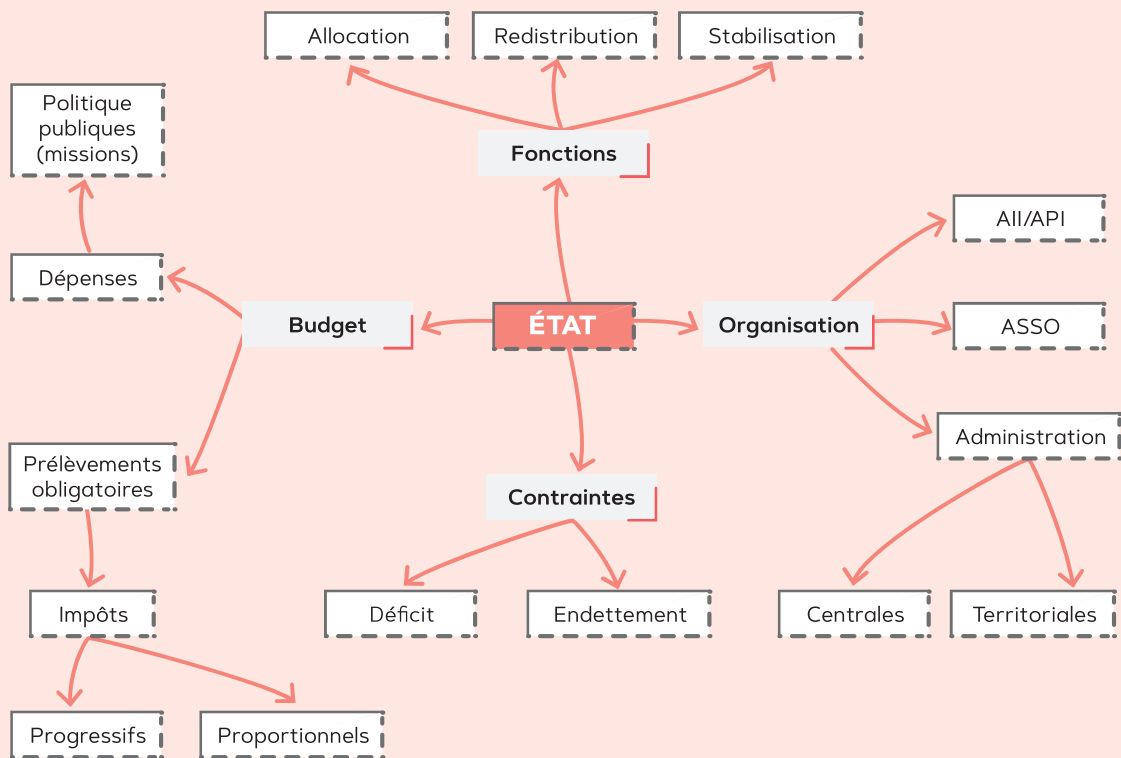 Allocation
Redistribution
Stabilisation
Politique
publiques
(missions)
Fonctions
AII/API
Dépenses
Budget
ÉTAT
Organisation
ASSO
Administration
Prélèvements
obligatoires
Contraintes
Impôts
Déficit
Endettement
Centrales
Territoriales
Progressifs
Proportionnels